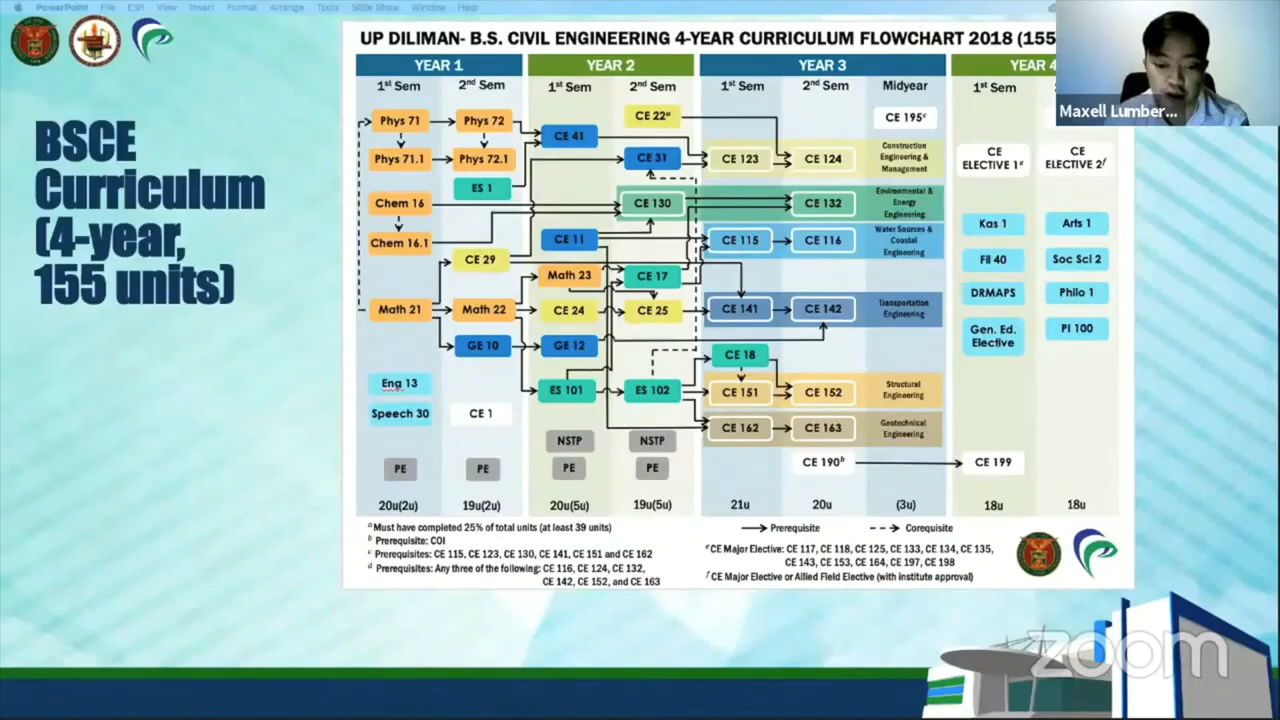 PowerPoint File Edit View Insert Format Arrange Tools Slide Show Window Help
BSCE
Curriculum
(4-year,
155 units)
UP DILIMAN- B.S. CIVIL ENGINEERING 4-YEAR CURRICULUM FLOWCHART 2018 (155
Maxell Lumber...
YEAR 1 YEAR 2 YEAR 3 YEAR 4
1st Sem 2nd Sem 1st Sem 2nd Sem 1st Sem 2nd Sem Midyear 1st Sem
Phys 71 Phys 72 CE 41 CE 22ᵃ CE 195ᶜ
Phys 71.1 Phys 72.1 CE 31 CE 123 CE 124
Construction
Engineering &
Management
CE
ELECTIVE 1ᵉ
CE
ELECTIVE 2ᶠ
ES 1
Chem 16 CE 130 CE 132
Environmental &
Energy
Engineering
Kas 1 Arts 1
Chem 16.1 CE 11 CE 115 CE 116
Water Sources &
Coastal
Engineering
CE 29 Math 23 CE 17
Fil 40 Soc Sci 2
DRMAPS Philo 1
Math 21 Math 22 CE 24 CE 25 CE 141 CE 142
Transportation
Engineering
Gen. Ed.
Elective
PI 100
GE 10 GE 12 CE 18
Eng 13 ES 101 ES 102 CE 151 CE 152
Structural
Engineering
Speech 30 CE 1 CE 162 CE 163
Geotechnical
Engineering
NSTP NSTP
PE PE PE PE CE 190ᵇ CE 199
20u(2u) 19u(2u) 20u(5u) 19u(5u) 21u 20u (3u) 18u 18u
ᵃ Must have completed 25% of total units (at least 39 units)
ᵇ Prerequisite: COI
ᶜ Prerequisites: CE 115, CE 123, CE 130, CE 141, CE 151 and CE 162
ᵈ Prerequisites: Any three of the following: CE 116, CE 124, CE 132,
CE 142, CE 152, and CE 163
Prerequisite Corequisite
ᵉ CE Major Elective: CE 117, CE 118, CE 125, CE 133, CE 134, CE 135,
CE 143, CE 153, CE 164, CE 197, CE 198
ᶠ CE Major Elective or Allied Field Elective (with institute approval)
zoom